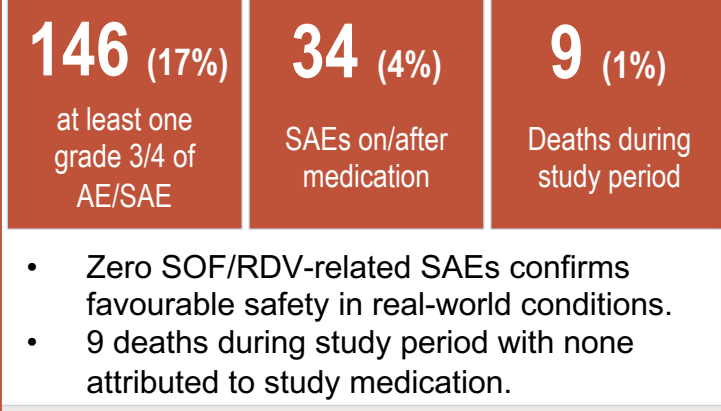 146 (17%)
at least one
grade 3/4 of
AE/SAE
34 (4%)
SAEs on/after
medication
9 (1%)
Deaths during
study period
• Zero SOF/RDV-related SAEs confirms
favourable safety in real-world conditions.
• 9 deaths during study period with none
attributed to study medication.